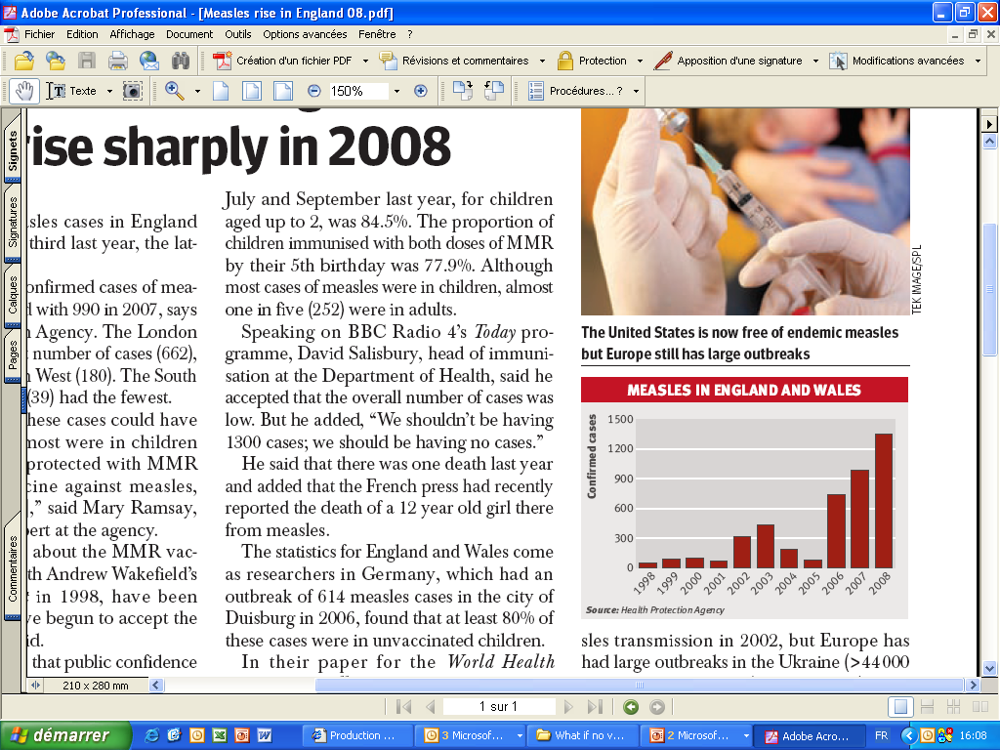 Adobe Acrobat Professional - [Measles rise in England 08.pdf]
Fichier Edition Affichage Document Outils Options avancées Fenêtre ?
Création d'un fichier PDF Révisions et commentaires Protection Apposition d'une signature Modifications avancées
Texte 150% Procédures... ?
Signets
Signatures
Calques
Pages
Commentaires
rise sharply in 2008
sles cases in England
third last year, the lat-
onfirmed cases of mea-
with 990 in 2007, says
Agency. The London
number of cases (662),
West (180). The South
(39) had the fewest.
hese cases could have
most were in children
protected with MMR
cine against measles,
," said Mary Ramsay,
pert at the agency.
about the MMR vac-
th Andrew Wakefield's
in 1998, have been
ve begun to accept the
id.
that public confidence
July and September last year, for children
aged up to 2, was 84.5%. The proportion of
children immunised with both doses of MMR
by their 5th birthday was 77.9%. Although
most cases of measles were in children, almost
one in five (252) were in adults.
Speaking on BBC Radio 4's Today pro-
gramme, David Salisbury, head of immuni-
sation at the Department of Health, said he
accepted that the overall number of cases was
low. But he added, “We shouldn't be having
1300 cases; we should be having no cases.”
He said that there was one death last year
and added that the French press had recently
reported the death of a 12 year old girl there
from measles.
The statistics for England and Wales come
as researchers in Germany, which had an
outbreak of 614 measles cases in the city of
Duisburg in 2006, found that at least 80% of
these cases were in unvaccinated children.
In their paper for the World Health
TEK IMAGE/SPL
The United States is now free of endemic measles
but Europe still has large outbreaks
MEASLES IN ENGLAND AND WALES
Confirmed cases
1500
1200
900
600
300
0
1998 1999 2000 2001 2002 2003 2004 2005 2006 2007 2008
Source: Health Protection Agency
sles transmission in 2002, but Europe has
had large outbreaks in the Ukraine (>44 000
210 x 280 mm
1 sur 1
démarrer Production ... 3 Microsof... What if no v... 2 Microsof... Adobe Acro... FR 16:08